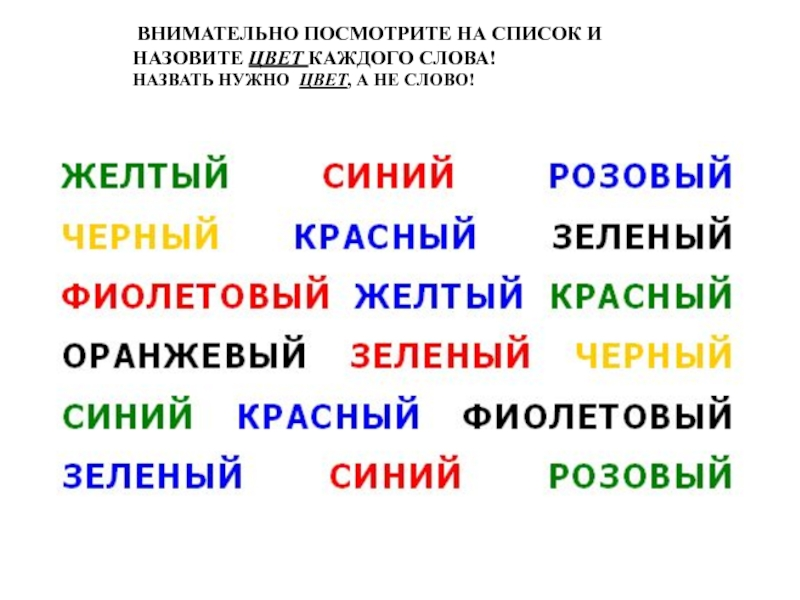 ВНИМАТЕЛЬНО ПОСМОТРИТЕ НА СПИСОК И
НАЗОВИТЕ ЦВЕТ КАЖДОГО СЛОВА!
НАЗВАТЬ НУЖНО ЦВЕТ, А НЕ СЛОВО!
ЖЕЛТЫЙ СИНИЙ РОЗОВЫЙ
ЧЕРНЫЙ КРАСНЫЙ ЗЕЛЕНЫЙ
ФИОЛЕТОВЫЙ ЖЕЛТЫЙ КРАСНЫЙ
ОРАНЖЕВЫЙ ЗЕЛЕНЫЙ ЧЕРНЫЙ
СИНИЙ КРАСНЫЙ ФИОЛЕТОВЫЙ
ЗЕЛЕНЫЙ СИНИЙ РОЗОВЫЙ